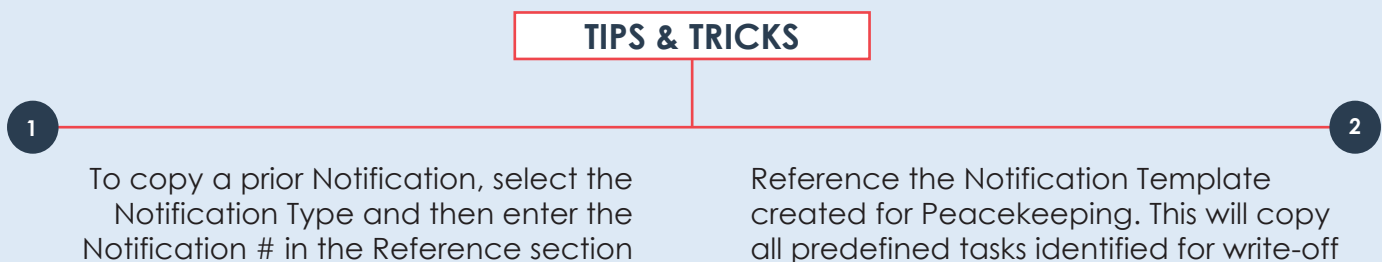 TIPS & TRICKS
1
To copy a prior Notification, select the
Notification Type and then enter the
Notification # in the Reference section
2
Reference the Notification Template
created for Peacekeeping. This will copy
all predefined tasks identified for write-off